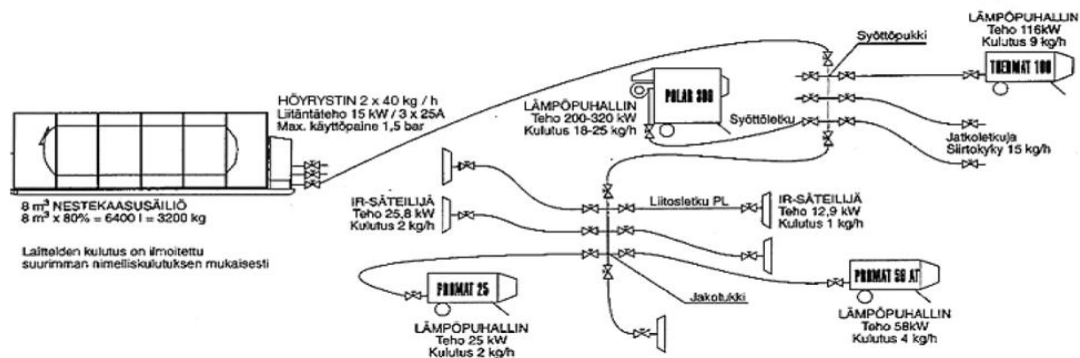 LÄMPÖPUHALLIN
Teho 116kW
Kulutus 9 kg/h
Syöttöpukki
THERMAT 100
POLAR 300
HÖYRYSTIN 2 x 40 kg / h
Liitäntäteho 15 kW / 3 x 25A
Max. käyttöpaine 1,5 bar
LÄMPÖPUHALLIN
Teho 200-320 kW
Kulutus 18-25 kg/h
Syöttöletku
Jatkoletkuja
Siirtokyky 15 kg/h
8 m³ NESTEKAASUSÄILIÖ
8 m³ x 80% = 6400 l = 3200 kg
IR-SÄTEILIJÄ
Teho 25,8 kW
Kulutus 2 kg/h
Liitosletku PL
IR-SÄTEILIJÄ
Teho 12,9 kW
Kulutus 1 kg/h
Laitteiden kulutus on ilmoitettu
suurimman nimelliskulutuksen mukaisesti
PROMAT 25
Jakotukki
PROMAT 50 AT
LÄMPÖPUHALLIN
Teho 25 kW
Kulutus 2 kg/h
LÄMPÖPUHALLIN
Teho 58kW
Kulutus 4 kg/h